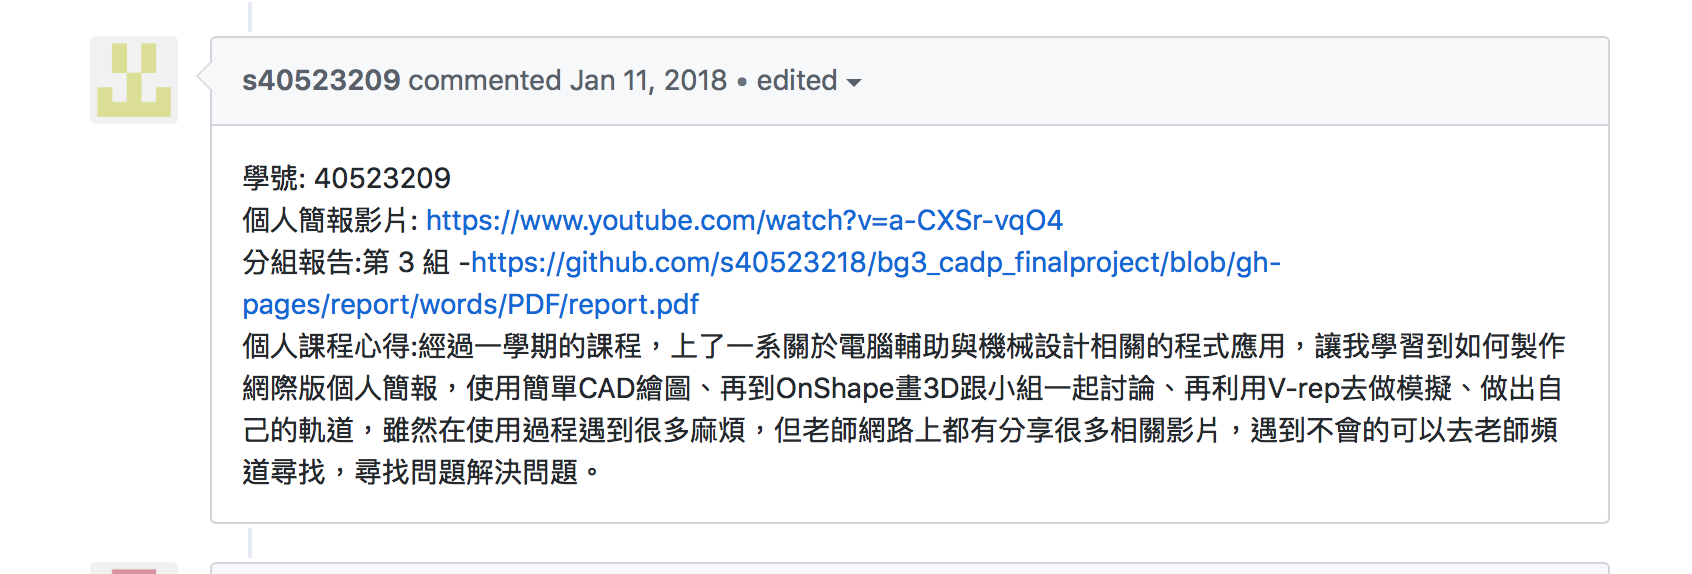 s40523209 commented Jan 11, 2018 • edited
學號: 40523209
個人簡報影片: https://www.youtube.com/watch?v=a-CXSr-vqO4
分組報告:第 3 組 -https://github.com/s40523218/bg3_cadp_finalproject/blob/gh-
pages/report/words/PDF/report.pdf
個人課程心得:經過一學期的課程，上了一系關於電腦輔助與機械設計相關的程式應用，讓我學習到如何製作
網際版個人簡報，使用簡單CAD繪圖、再到OnShape畫3D跟小組一起討論、再利用V-rep去做模擬、做出自
己的軌道，雖然在使用過程遇到很多麻煩，但老師網路上都有分享很多相關影片，遇到不會的可以去老師頻
道尋找，尋找問題解決問題。